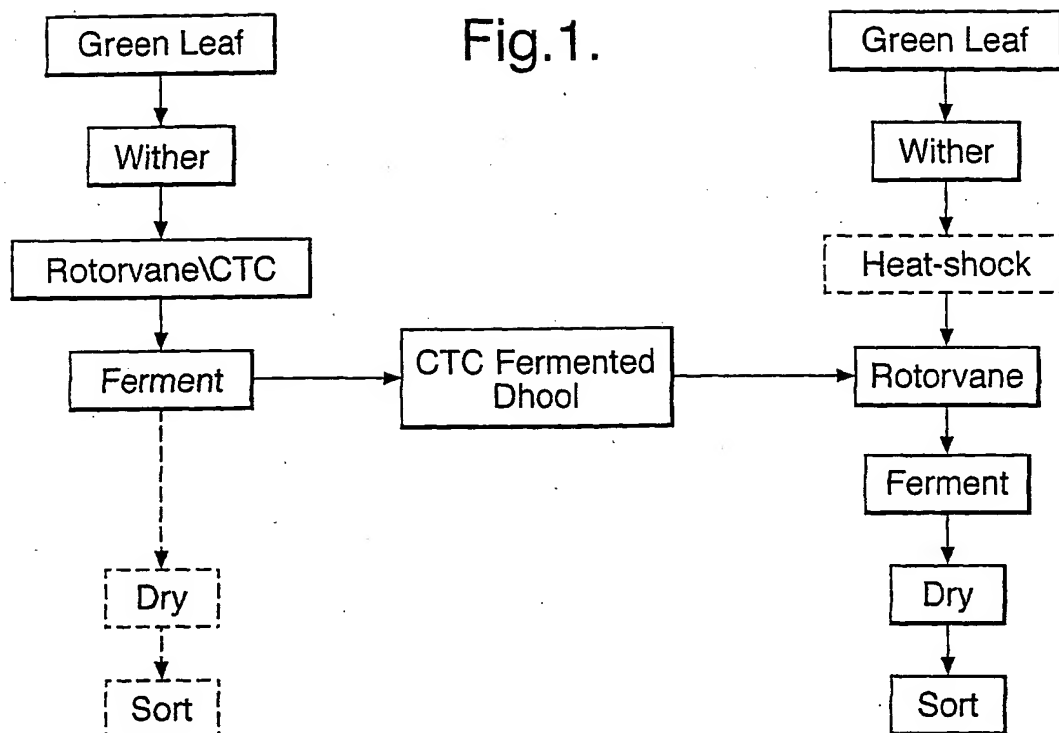 Fig.1.
Green Leaf
Wither
Rotorvane\CTC
Ferment
Dry
Sort
CTC Fermented
Dhool
Green Leaf
Wither
Heat-shock
Rotorvane
Ferment
Dry
Sort